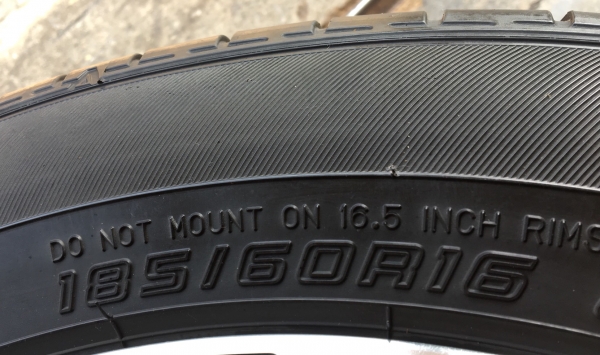 DO NOT MOUNT ON 16.5 INCH RIMS
185/60R16